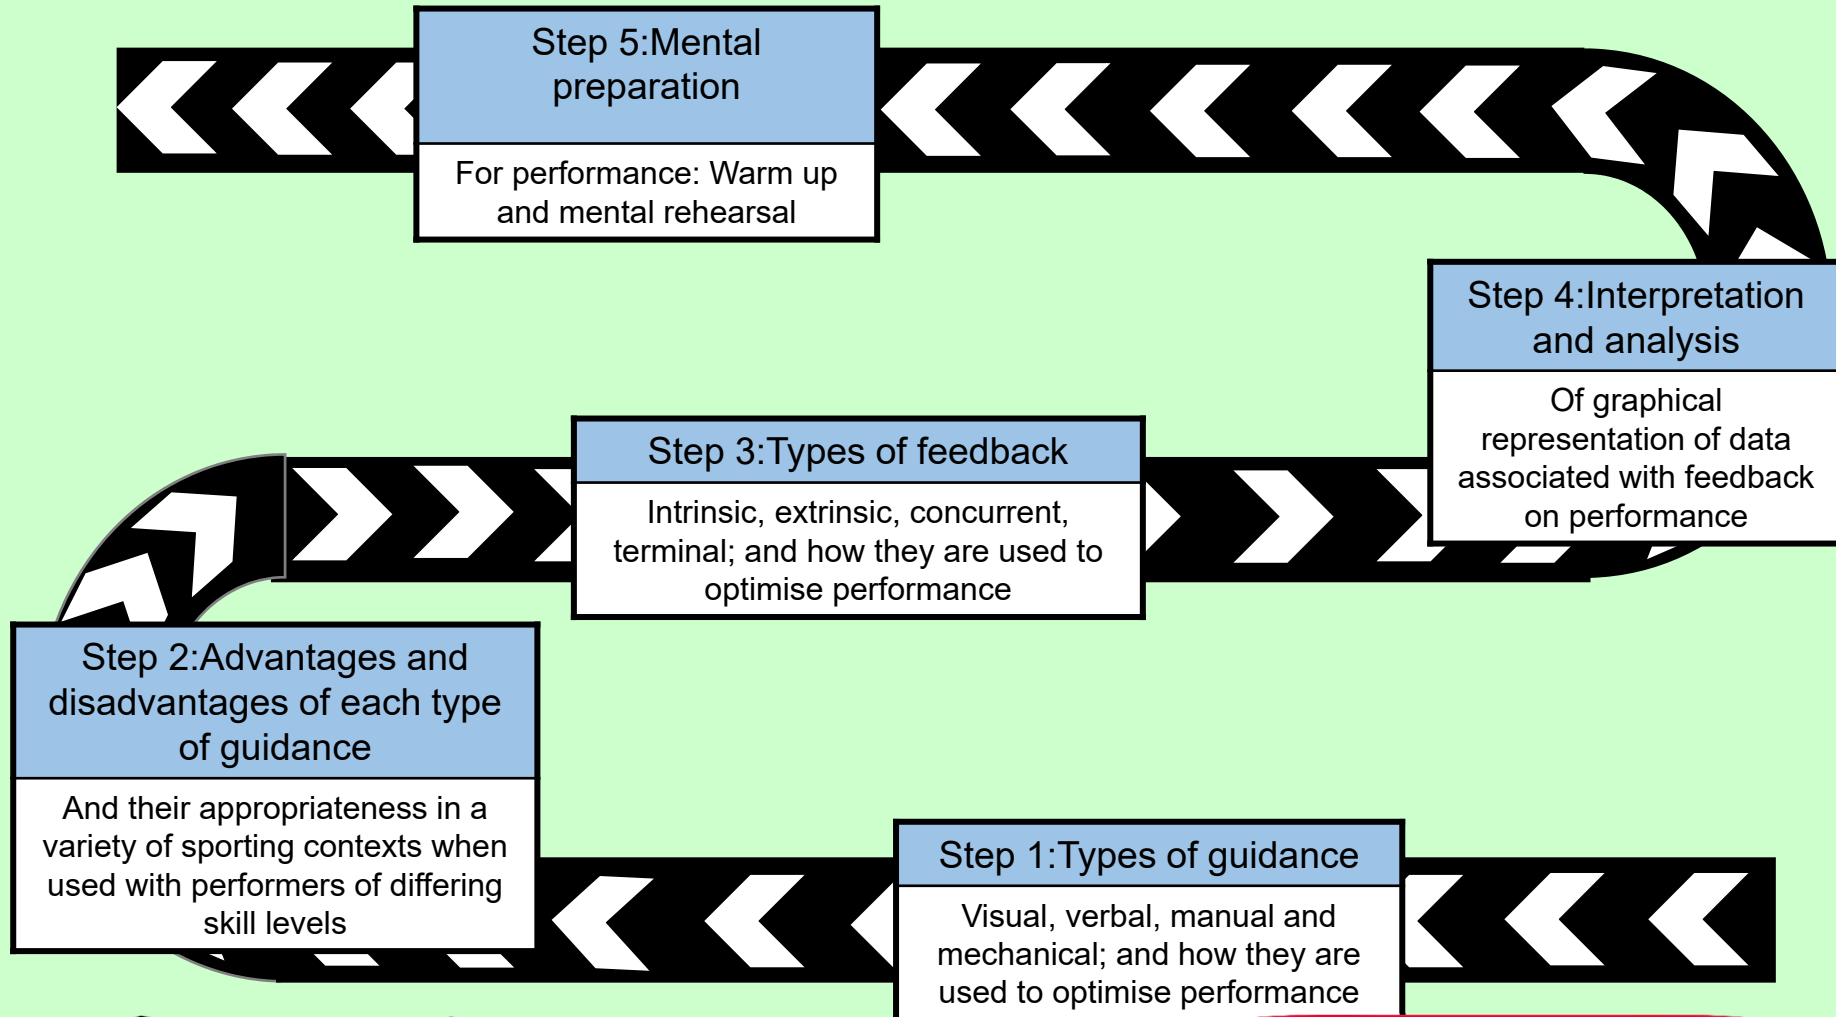 Step 5:Mental
preparation
For performance: Warm up
and mental rehearsal
Step 4:Interpretation
and analysis
Of graphical
representation of data
associated with feedback
on performance
Step 3:Types of feedback
Intrinsic, extrinsic, concurrent,
terminal; and how they are used to
optimise performance
Step 2:Advantages and
disadvantages of each type
of guidance
And their appropriateness in a
variety of sporting contexts when
used with performers of differing
skill levels
Step 1:Types of guidance
Visual, verbal, manual and
mechanical; and how they are
used to optimise performance